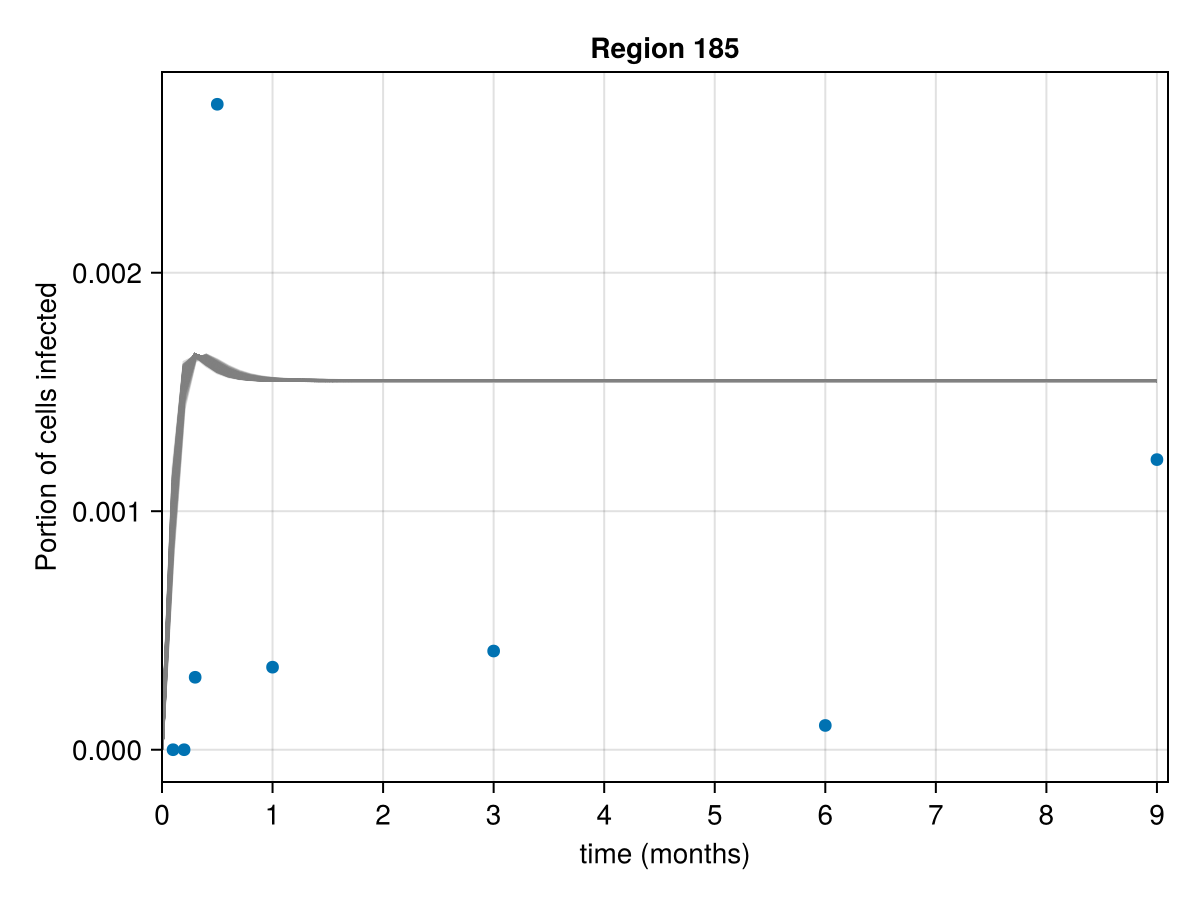 Region 185
Portion of cells infected
0.002
0.001
0.000
0 1 2 3 4 5 6 7 8 9
time (months)